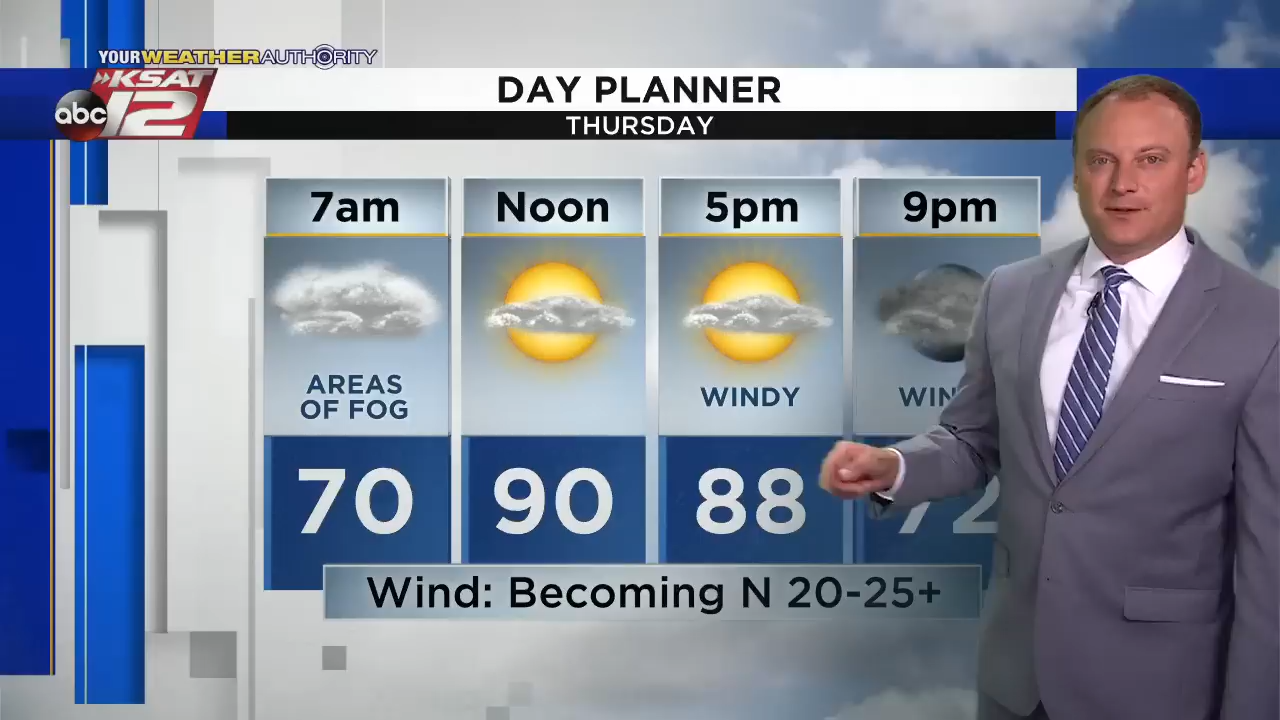 YOUR WEATHER AUTHORITY
KSAT
abc 12
DAY PLANNER
THURSDAY
7am Noon 5pm 9pm
AREAS
OF FOG
WINDY
70 90 88 72
Wind: Becoming N 20-25+